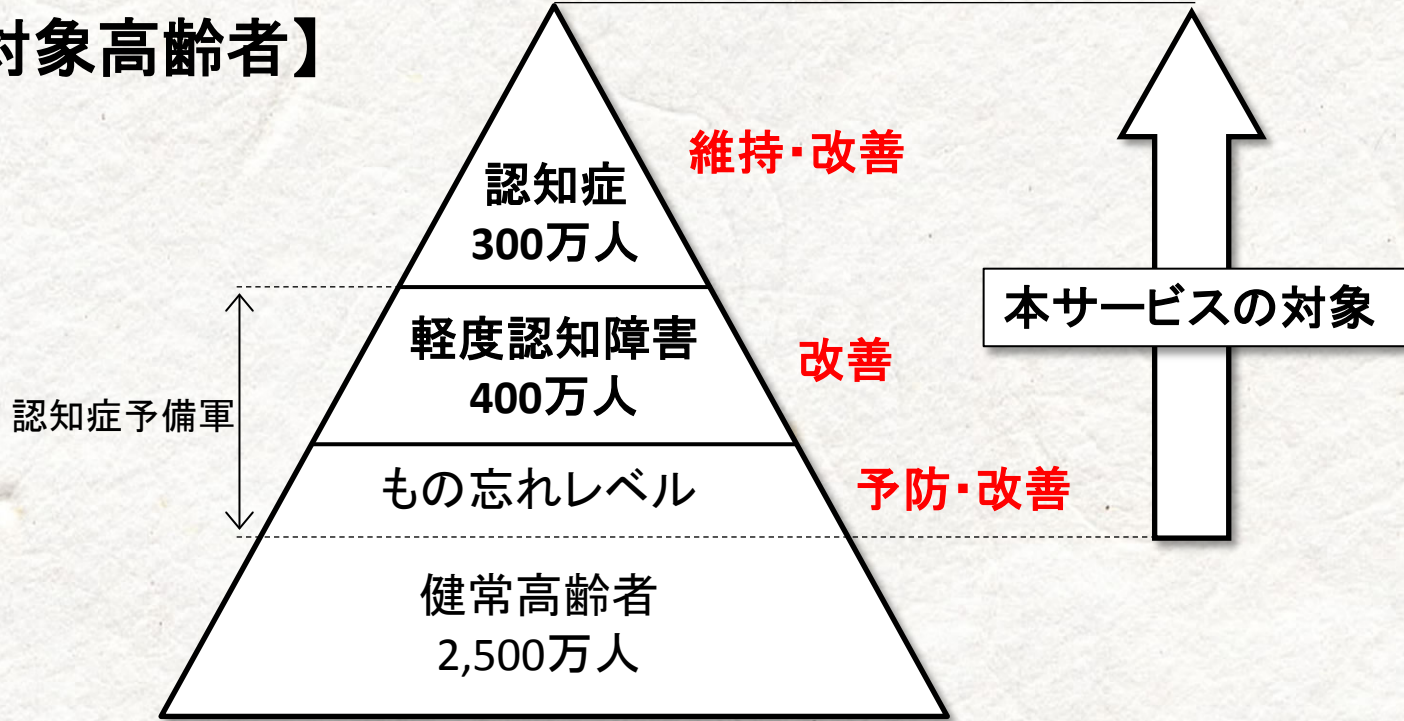 対象高齢者】
維持・改善
認知症
300万人
本サービスの対象
軽度認知障害
400万人
改善
認知症予備軍
もの忘れレベル
予防・改善
健常高齢者
2,500万人